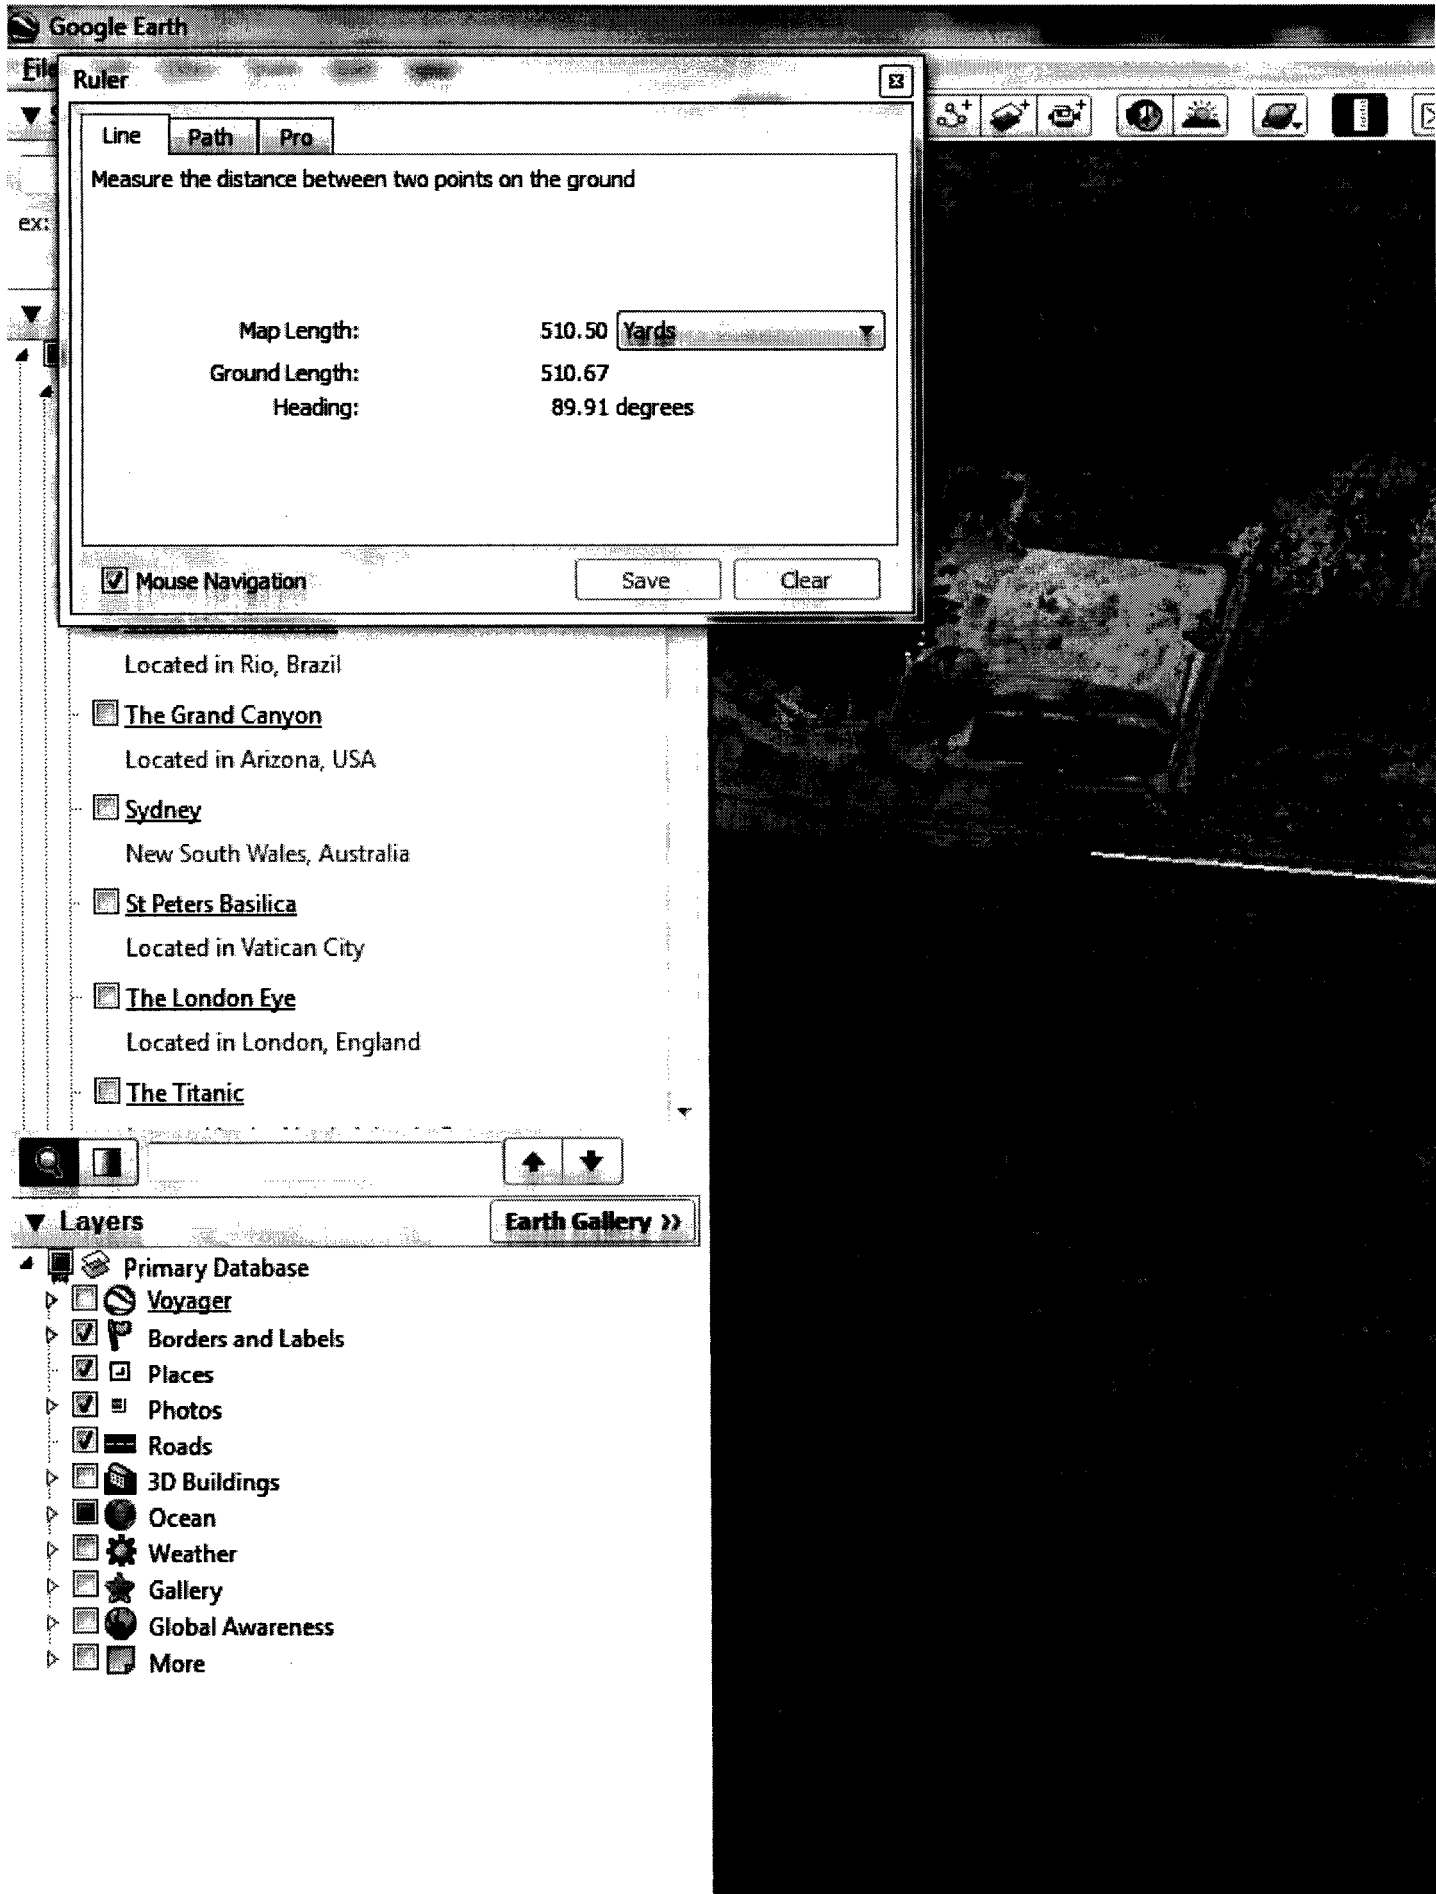 Google Earth
File
Ruler
Line Path Pro
Measure the distance between two points on the ground
ex:
Map Length: 510.50 Yards
Ground Length: 510.67
Heading: 89.91 degrees
Mouse Navigation Save Clear
Located in Rio, Brazil
The Grand Canyon
Located in Arizona, USA
Sydney
New South Wales, Australia
St Peters Basilica
Located in Vatican City
The London Eye
Located in London, England
The Titanic
Layers Earth Gallery >>
Primary Database
Voyager
Borders and Labels
Places
Photos
Roads
3D Buildings
Ocean
Weather
Gallery
Global Awareness
More